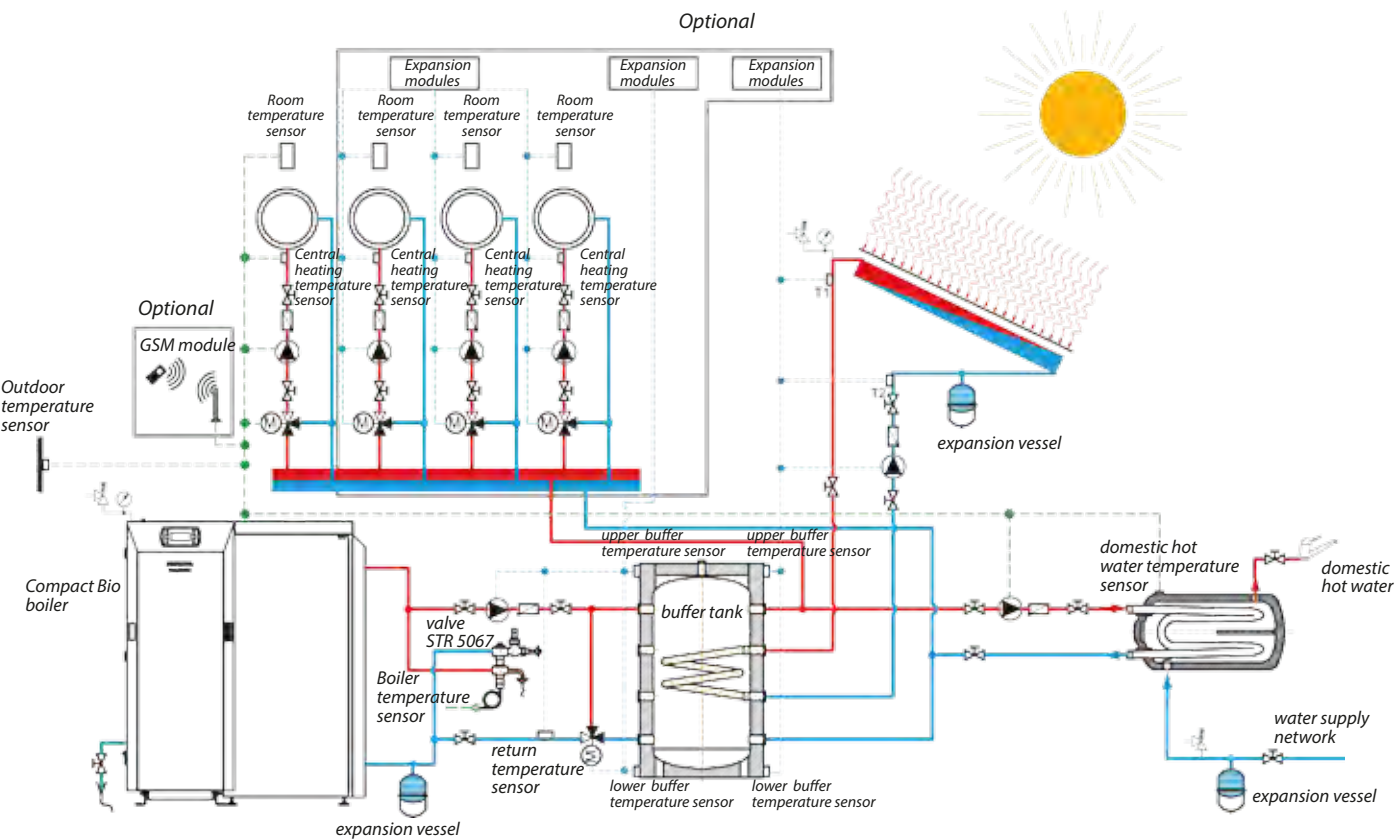 Optional
Expansion
modules
Expansion
modules
Expansion
modules
Room
temperature
sensor
Room
temperature
sensor
Room
temperature
sensor
Room
temperature
sensor
Central
heating
temperature
sensor
Central
heating
temperature
sensor
Central
heating
temperature
sensor
Central
heating
temperature
sensor
T1
T2
Optional
GSM module
Outdoor
temperature
sensor
M
M
M
M
expansion vessel
upper buffer
temperature sensor
upper buffer
temperature sensor
domestic hot
water temperature
sensor
domestic
hot water
Compact Bio
boiler
buffer tank
valve
STR 5067
Boiler
temperature
sensor
return
temperature
sensor
M
lower buffer
temperature sensor
lower buffer
temperature sensor
water supply
network
expansion vessel
expansion vessel